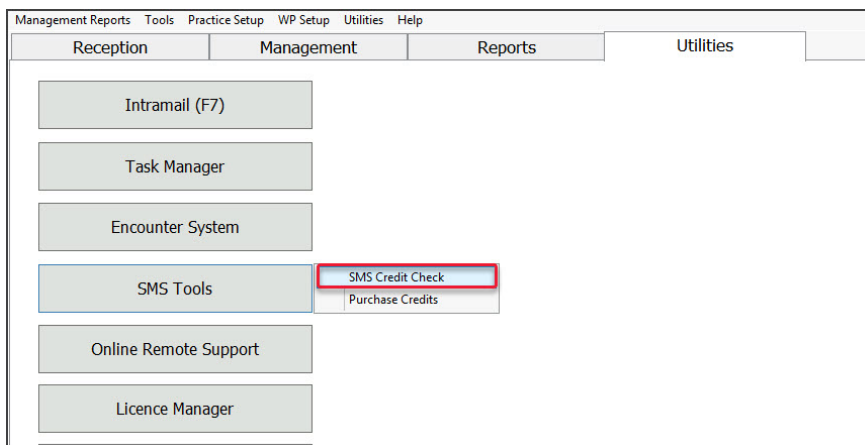 Management Reports Tools Practice Setup WP Setup Utilities Help
Reception Management Reports Utilities
Intramail (F7)
Task Manager
Encounter System
SMS Tools
SMS Credit Check
Purchase Credits
Online Remote Support
Licence Manager